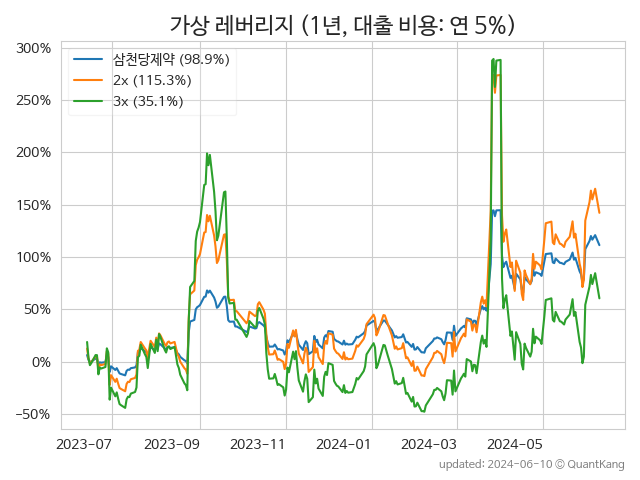 가상 레버리지 (1년, 대출 비용: 연 5%)
300%
250%
200%
150%
100%
50%
0%
−50%
삼천당제약 (98.9%)
2x (115.3%)
3x (35.1%)
2023-07
2023-09
2023-11
2024-01
2024-03
2024-05
updated: 2024-06-10 © QuantKang